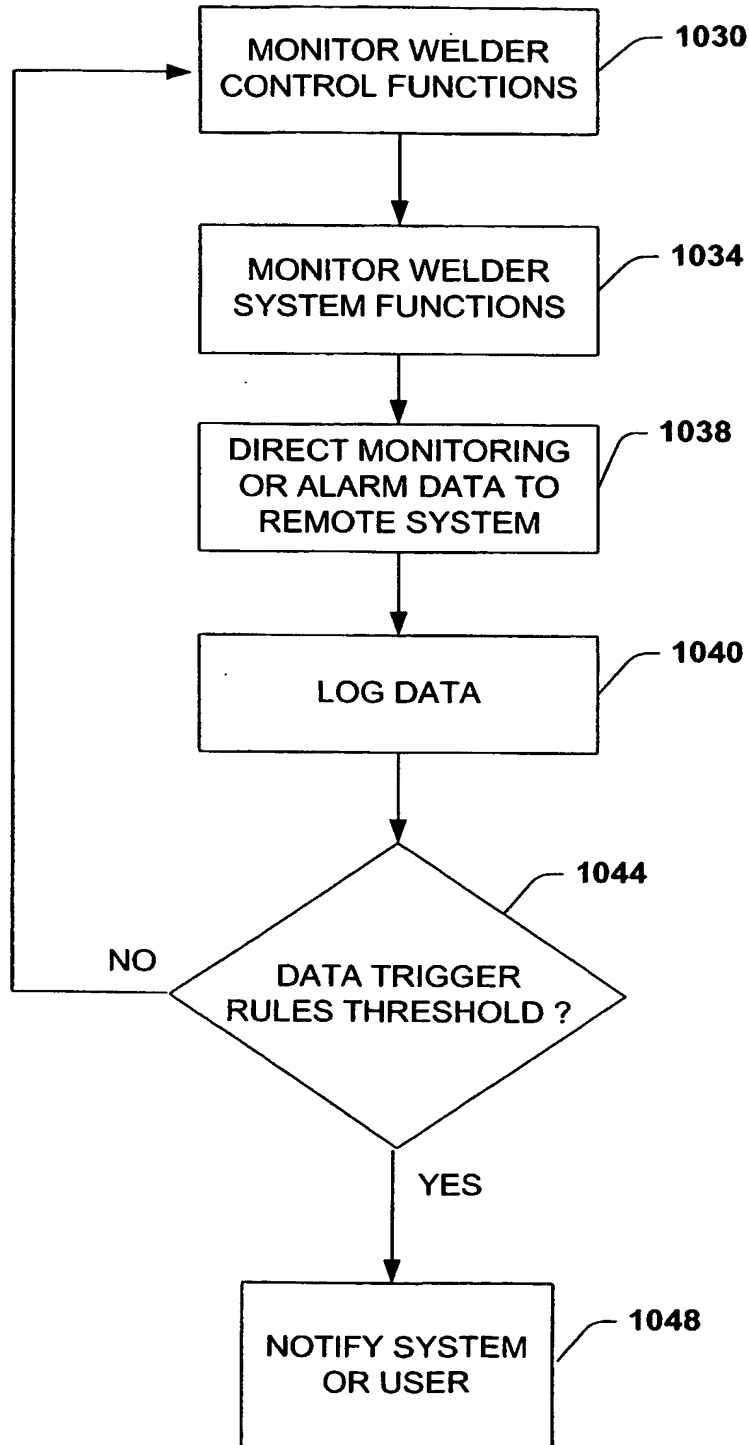 MONITOR WELDER
CONTROL FUNCTIONS
1030
MONITOR WELDER
SYSTEM FUNCTIONS
1034
DIRECT MONITORING
OR ALARM DATA TO
REMOTE SYSTEM
1038
LOG DATA
1040
DATA TRIGGER
RULES THRESHOLD ?
1044
NO
YES
NOTIFY SYSTEM
OR USER
1048